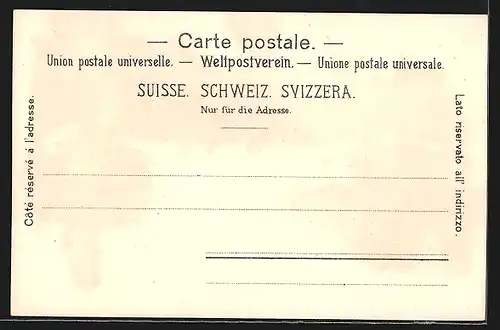 — Carte postale. —
Union postale universelle. — Weltpostverein. — Unione postale universale.
SUISSE. SCHWEIZ. SVIZZERA.
Nur für die Adresse.
Côté réservé à l'adresse.
Lato riservato all' indirizzo.